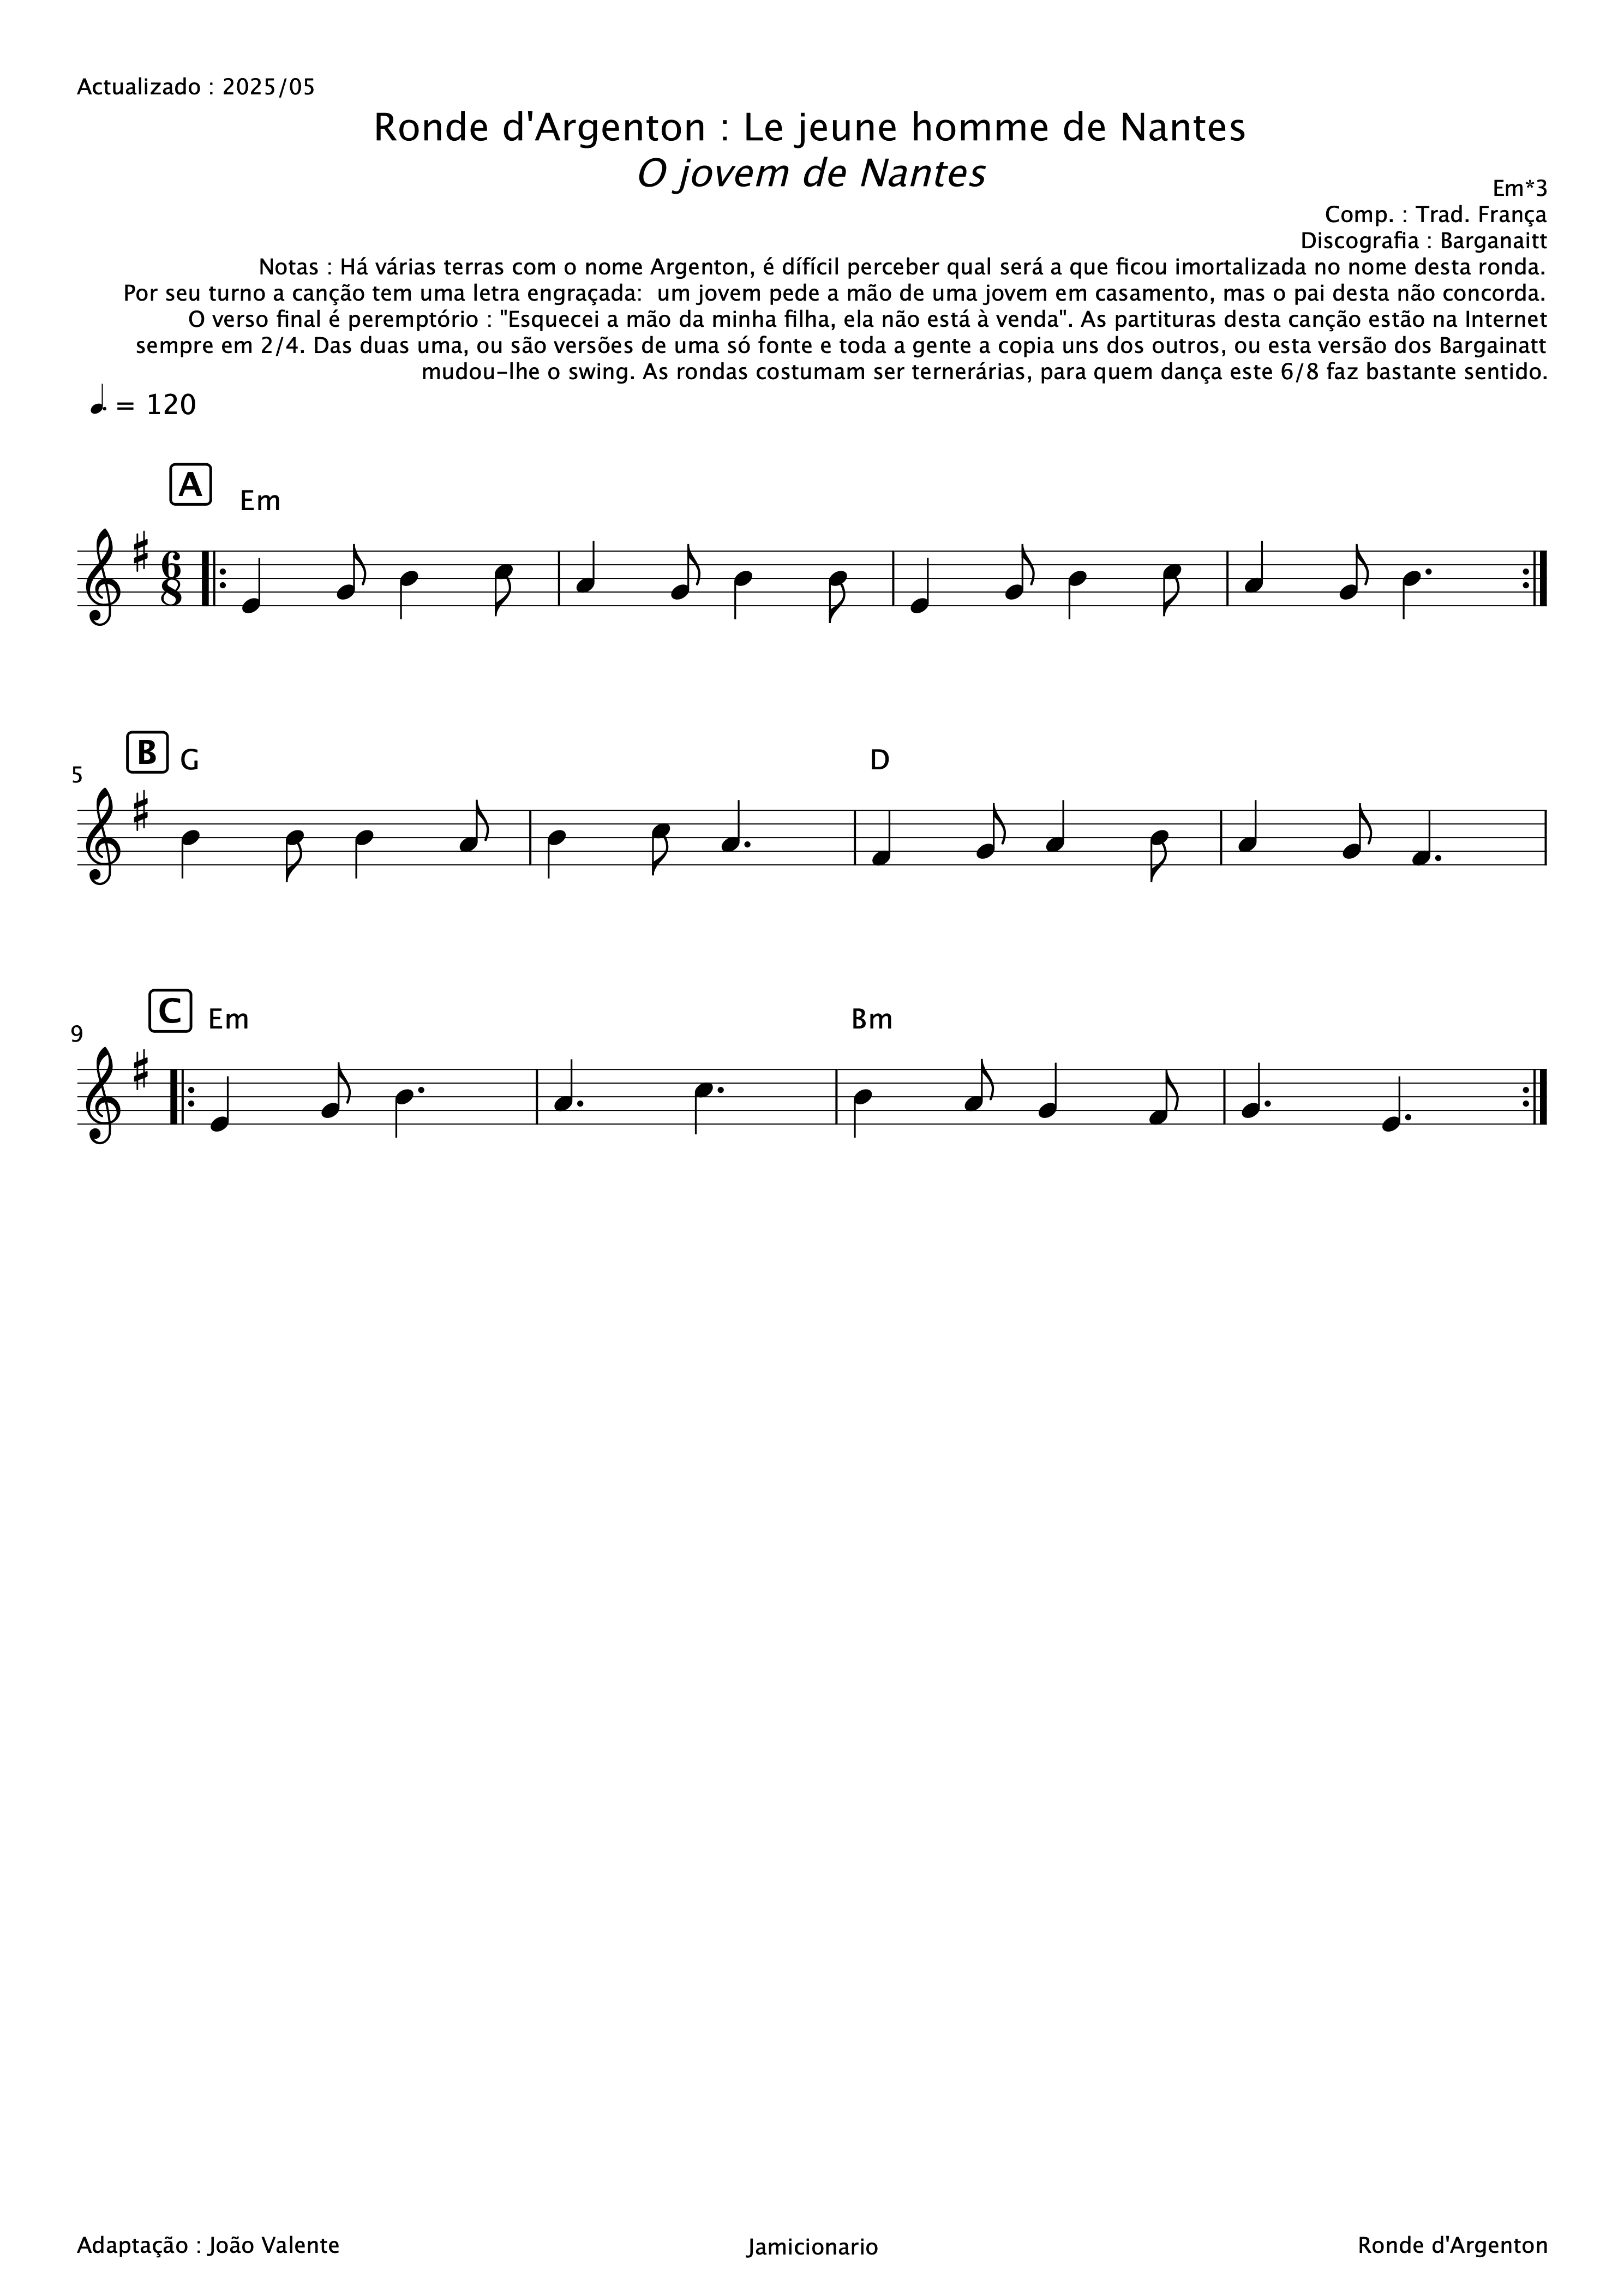 Actualizado : 2025/05
Ronde d'Argenton : Le jeune homme de Nantes
O jovem de Nantes
Em*3
Comp. : Trad. França
Discografia : Barganaitt
Notas : Há várias terras com o nome Argenton, é dífícil perceber qual será a que ficou imortalizada no nome desta ronda.
Por seu turno a canção tem uma letra engraçada:  um jovem pede a mão de uma jovem em casamento, mas o pai desta não concorda.
O verso final é peremptório : "Esquecei a mão da minha filha, ela não está à venda". As partituras desta canção estão na Internet
sempre em 2/4. Das duas uma, ou são versões de uma só fonte e toda a gente a copia uns dos outros, ou esta versão dos Bargainatt
mudou-lhe o swing. As rondas costumam ser ternerárias, para quem dança este 6/8 faz bastante sentido.
= 120
A Em
6
8
B G D
5
C Em Bm
9
Adaptação : João Valente
Jamicionario
Ronde d'Argenton